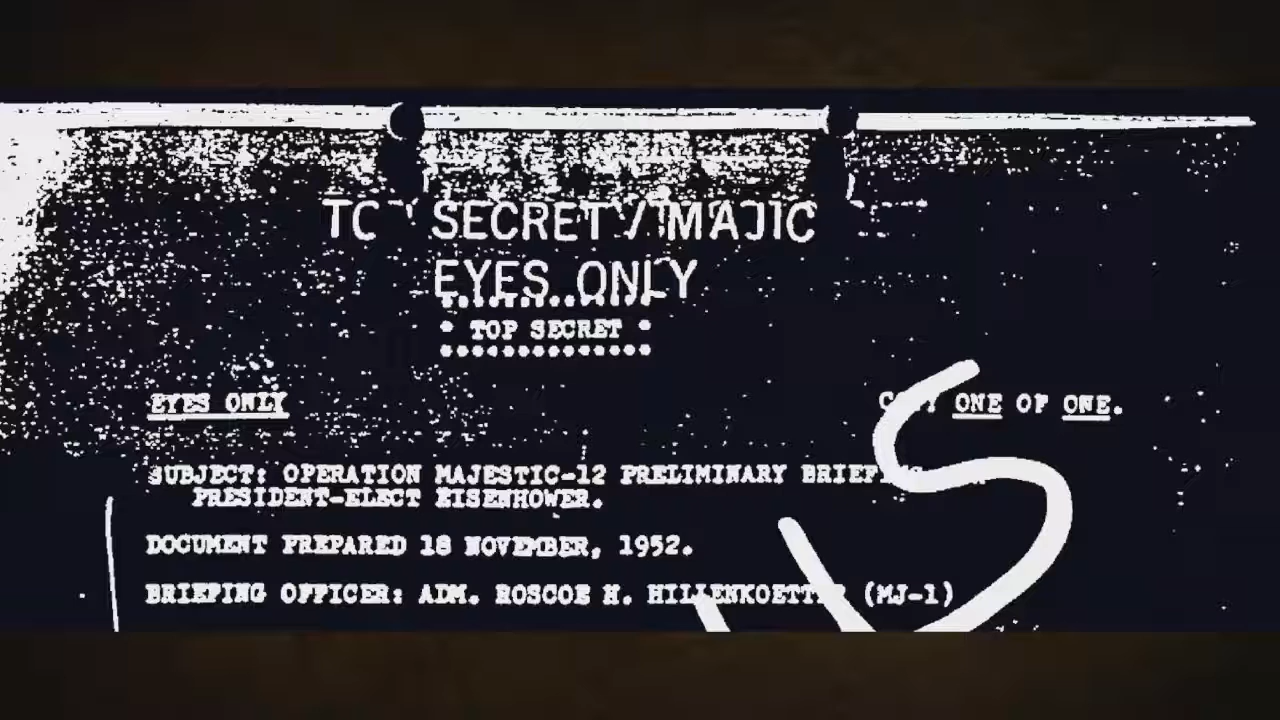 SECRET / MAJIC
EYES ONLY
• TOP SECRET •
EYES ONLY
ONE OF ONE.
SUBJECT: OPERATION MAJESTIC-12 PRELIMINARY
PRESIDENT-ELECT EISENHOWER.
DOCUMENT PREPARED 18 NOVEMBER, 1952.
BRIEFING OFFICER: ADM. ROSCOE H. HILLENKOETTER (MJ-1)